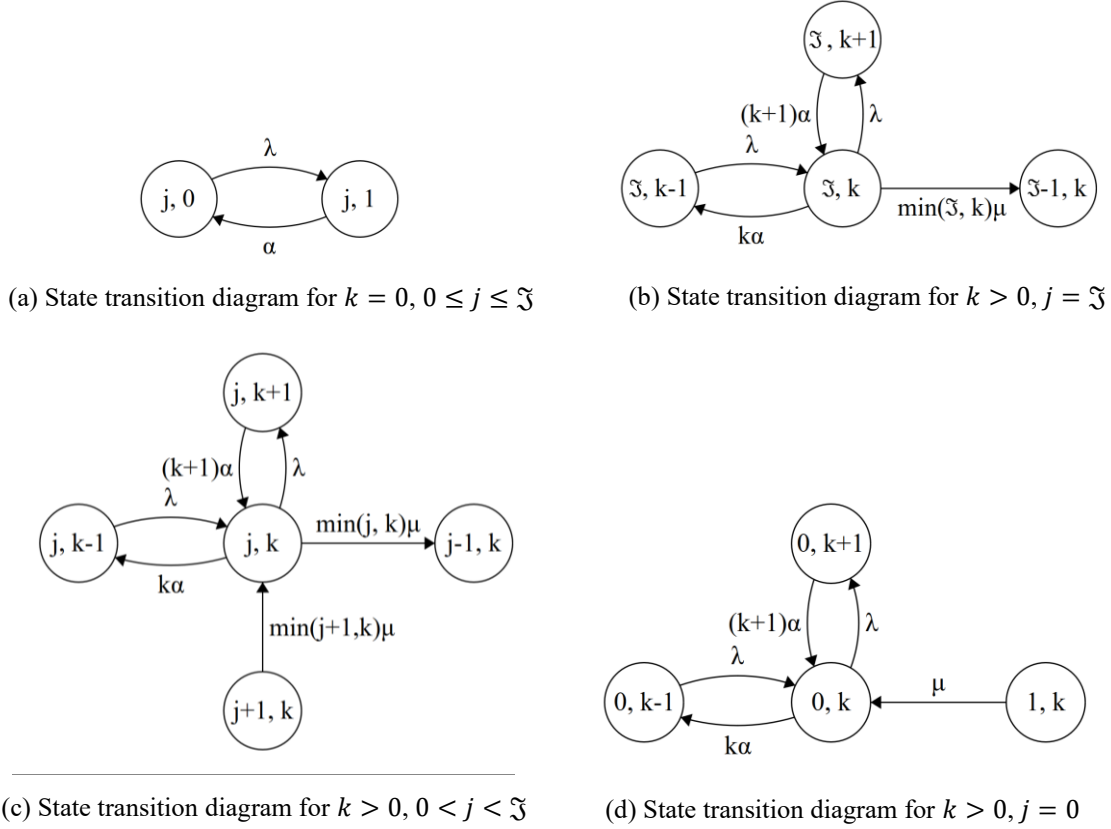 λ
j, 0
j, 1
α
(a) State transition diagram for k = 0, 0 ≤ j ≤ ℑ
ℑ, k+1
(k+1)α
λ
λ
ℑ, k-1
ℑ, k
ℑ-1, k
min(ℑ, k)μ
kα
(b) State transition diagram for k > 0, j = ℑ
j, k+1
(k+1)α
λ
λ
min(j, k)μ
j, k-1
j, k
j-1, k
kα
min(j+1,k)μ
j+1, k
(c) State transition diagram for k > 0, 0 < j < ℑ
0, k+1
(k+1)α
λ
λ
μ
0, k-1
0, k
1, k
kα
(d) State transition diagram for k > 0, j = 0